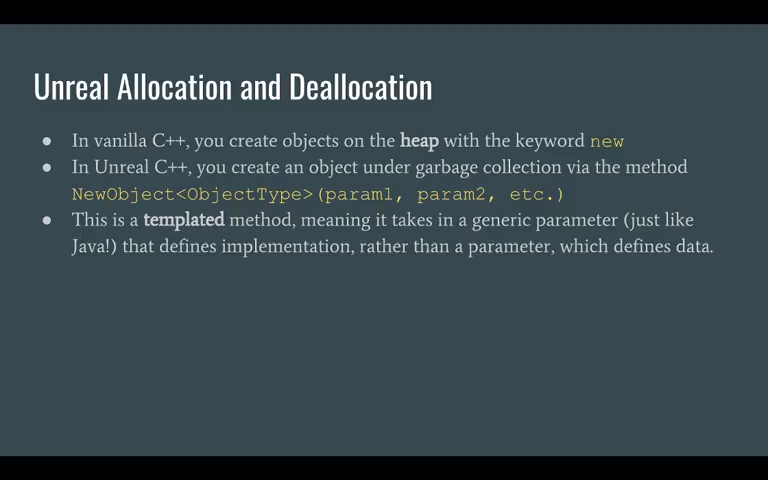 Unreal Allocation and Deallocation
● In vanilla C++, you create objects on the heap with the keyword new
● In Unreal C++, you create an object under garbage collection via the method
NewObject<ObjectType>(param1, param2, etc.)
● This is a templated method, meaning it takes in a generic parameter (just like
Java!) that defines implementation, rather than a parameter, which defines data.